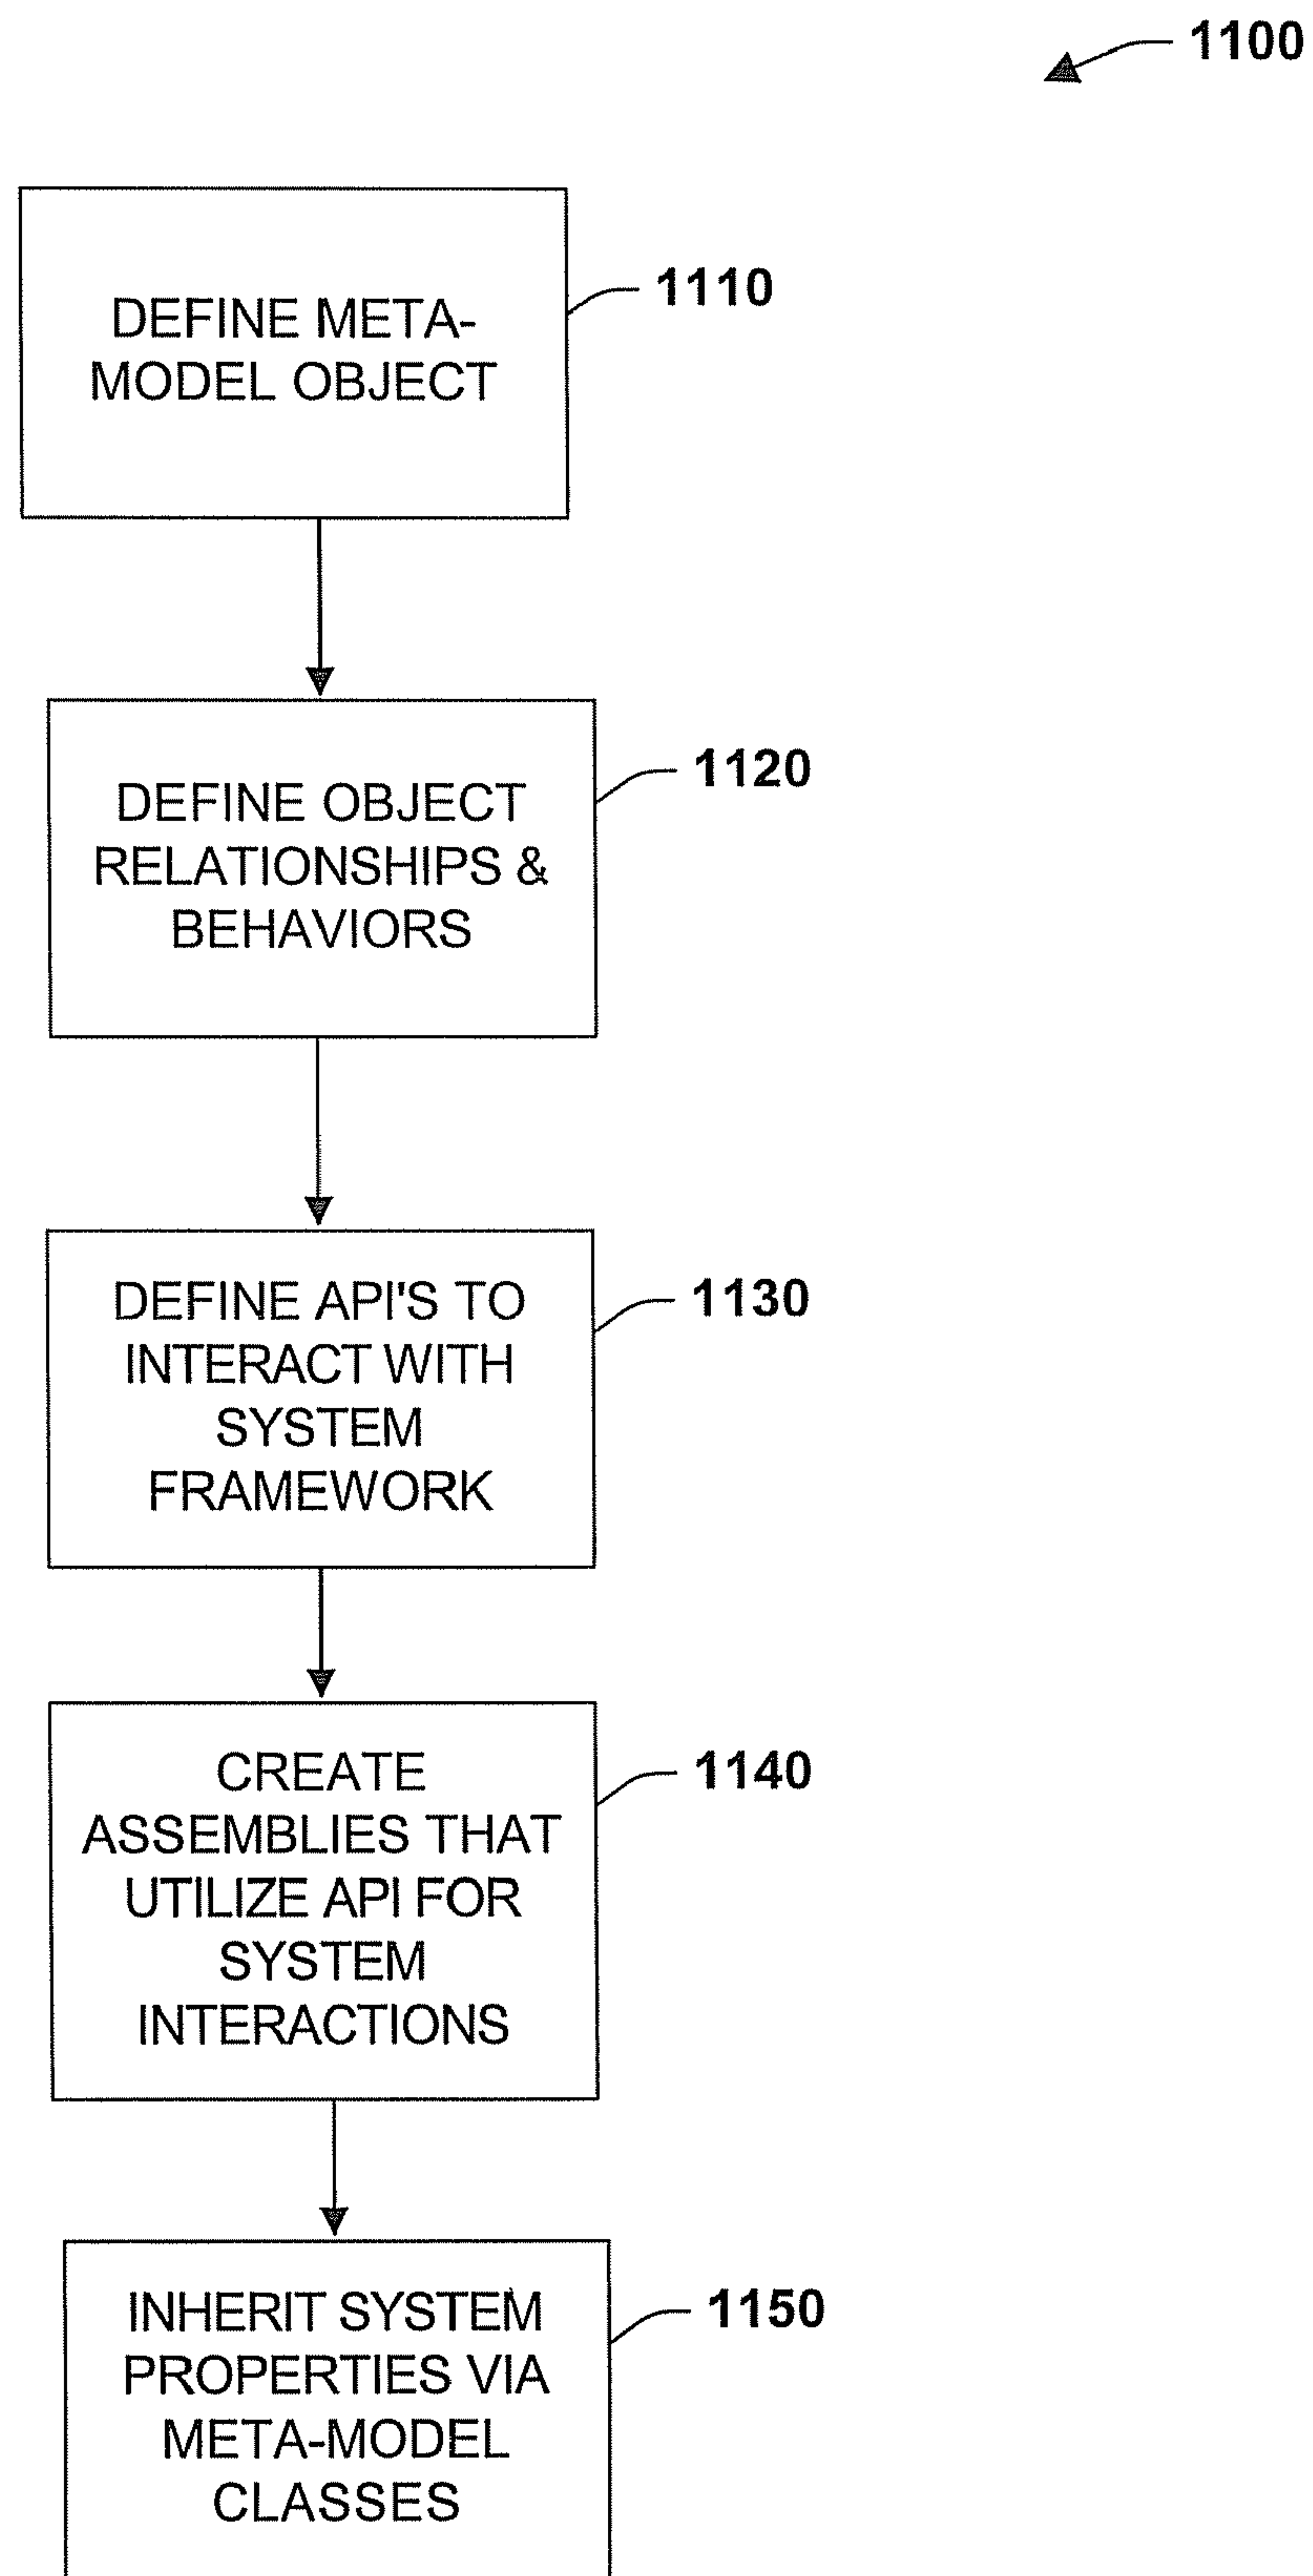 1100
DEFINE META-
MODEL OBJECT
1110
DEFINE OBJECT
RELATIONSHIPS &
BEHAVIORS
1120
DEFINE API'S TO
INTERACT WITH
SYSTEM
FRAMEWORK
1130
CREATE
ASSEMBLIES THAT
UTILIZE API FOR
SYSTEM
INTERACTIONS
1140
INHERIT SYSTEM
PROPERTIES VIA
META-MODEL
CLASSES
1150